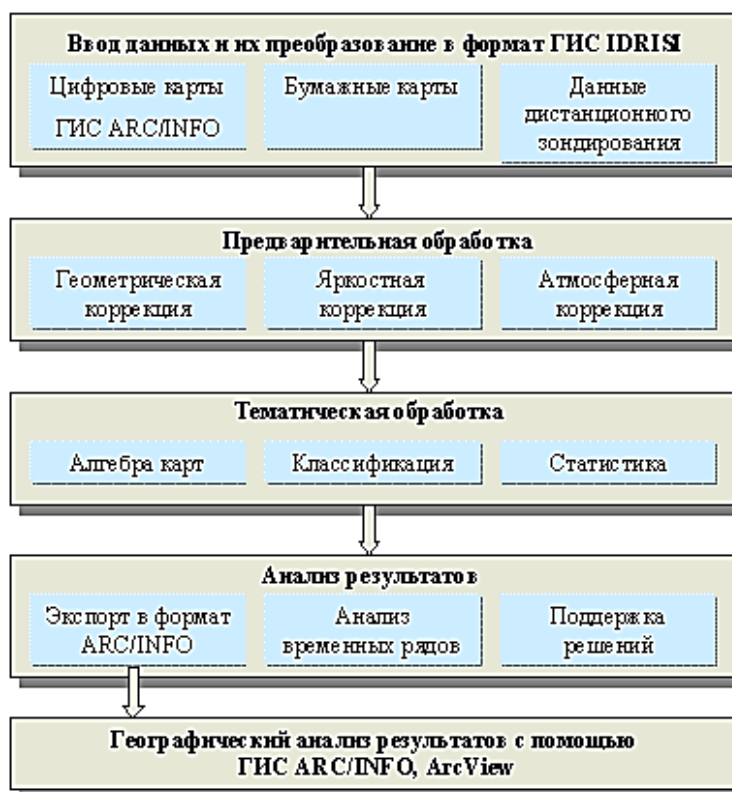 Ввод данных и их преобразование в формат ГИС IDRISI
Цифровые карты
ГИС ARC/INFO
Бумажные карты
Данные
дистанционного
зондирования
Предварительная обработка
Геометрическая
коррекция
Яркостная
коррекция
Атмосферная
коррекция
Тематическая обработка
Алгебра карт
Классификация
Статистика
Анализ результатов
Экспорт в формат
ARC/INFO
Анализ
временных рядов
Поддержка
решений
Географический анализ результатов с помощью
ГИС ARC/INFO, ArcView